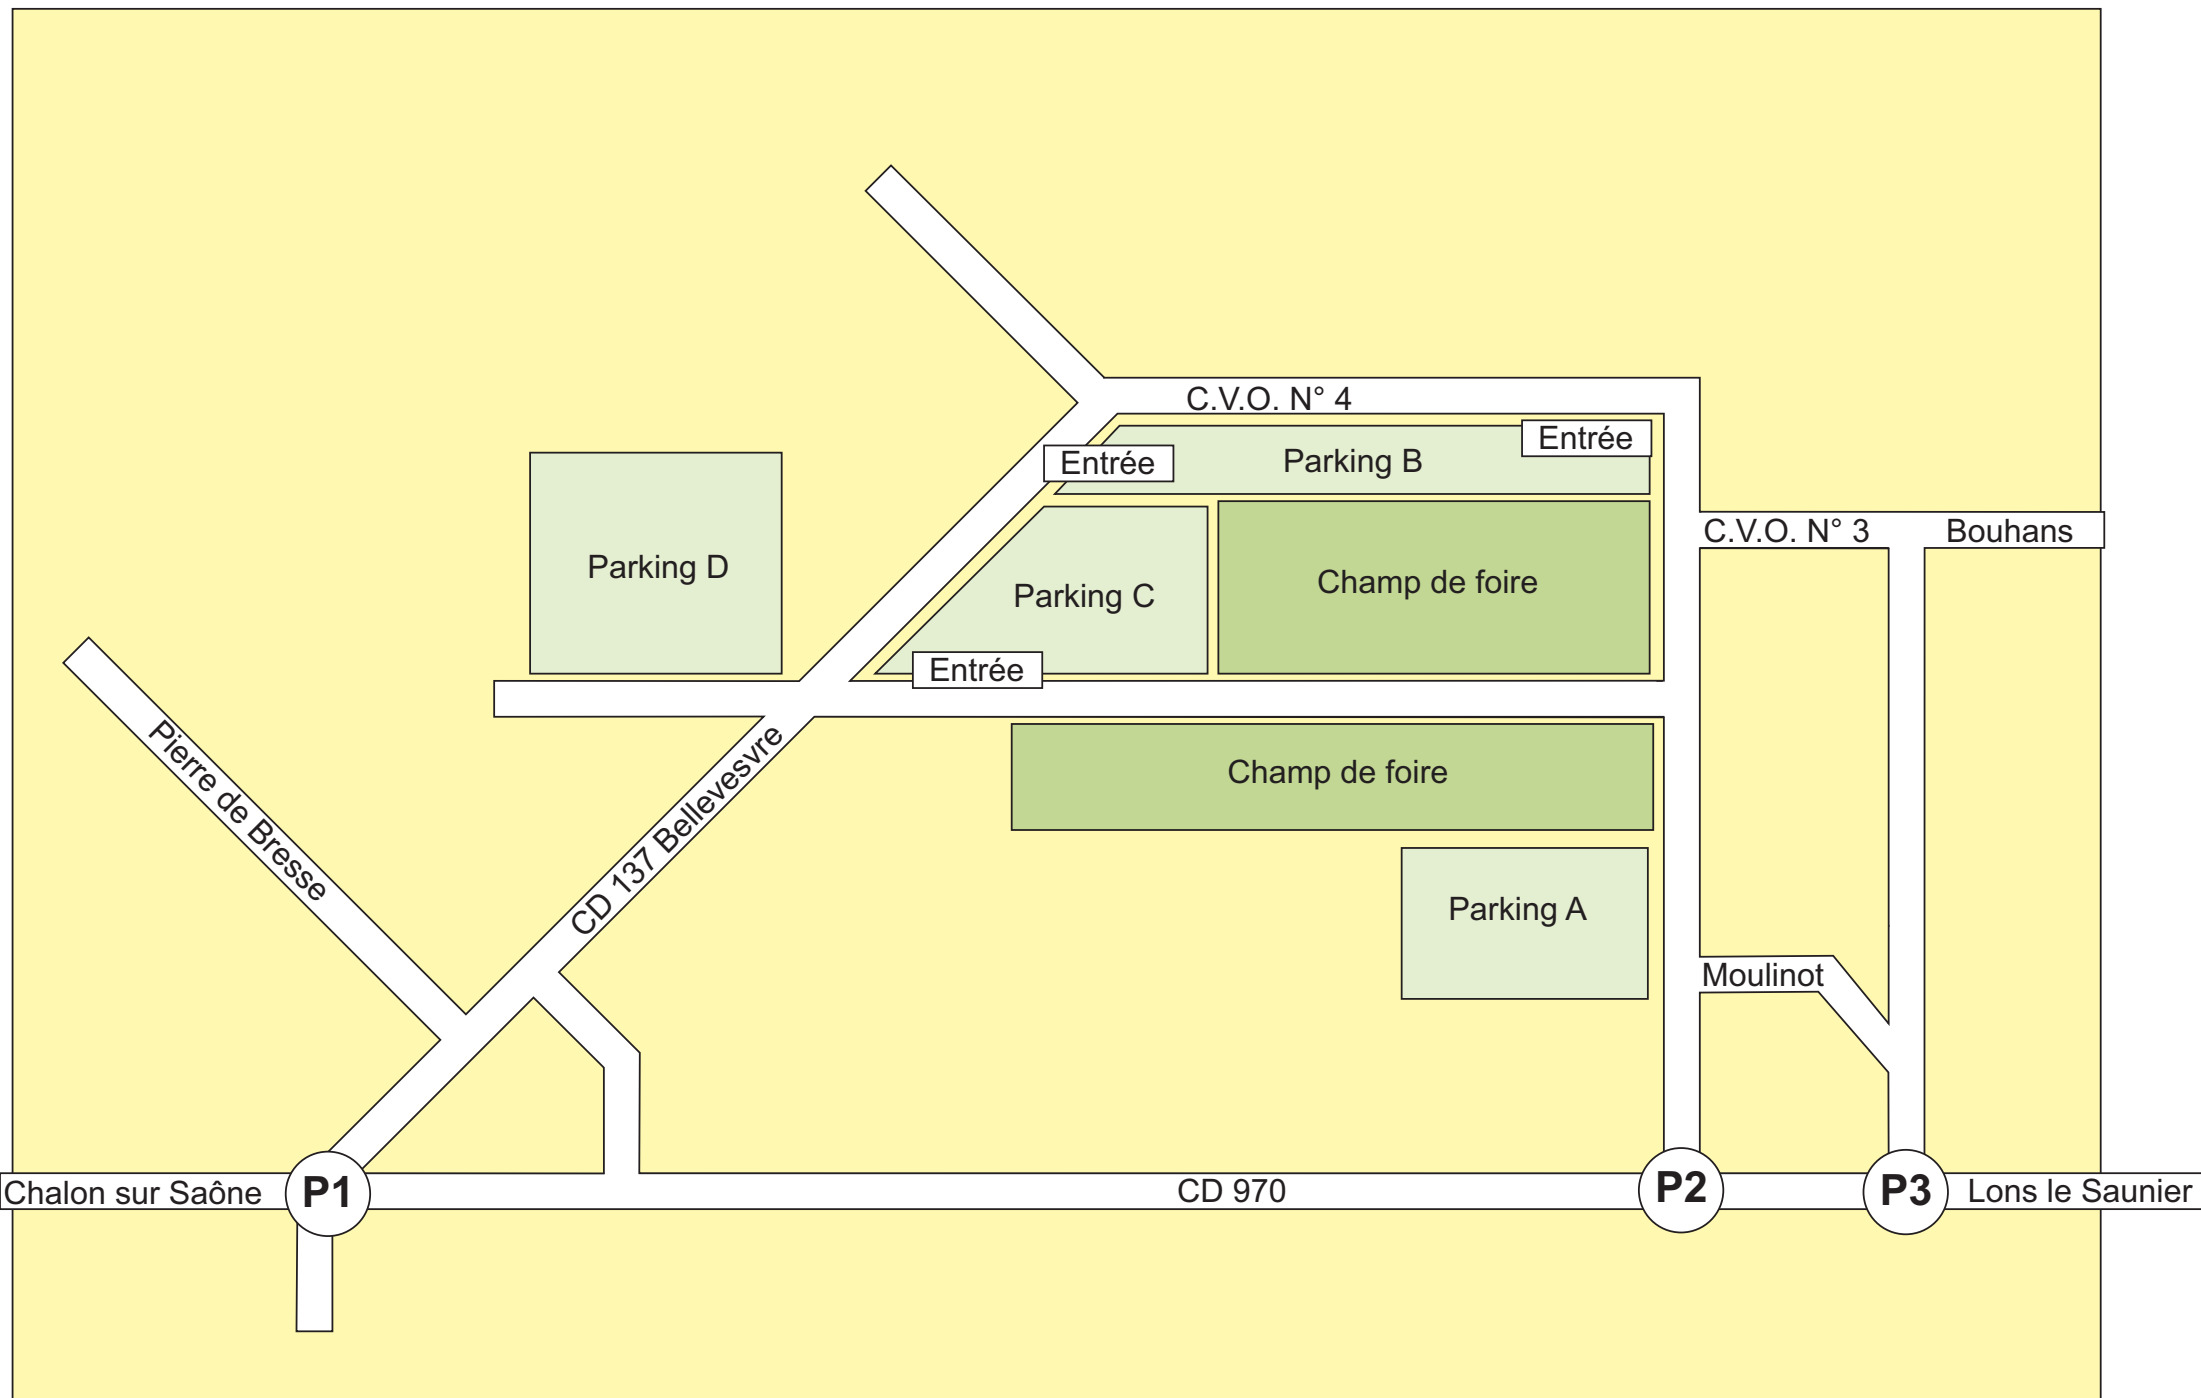 C.V.O. N° 4
Entrée
Entrée
Parking B
Parking D
Parking C
Champ de foire
C.V.O. N° 3
Bouhans
Entrée
Pierre de Bresse
CD 137 Bellevesvre
Champ de foire
Parking A
Moulinot
Chalon sur Saône
P1
CD 970
P2
P3
Lons le Saunier